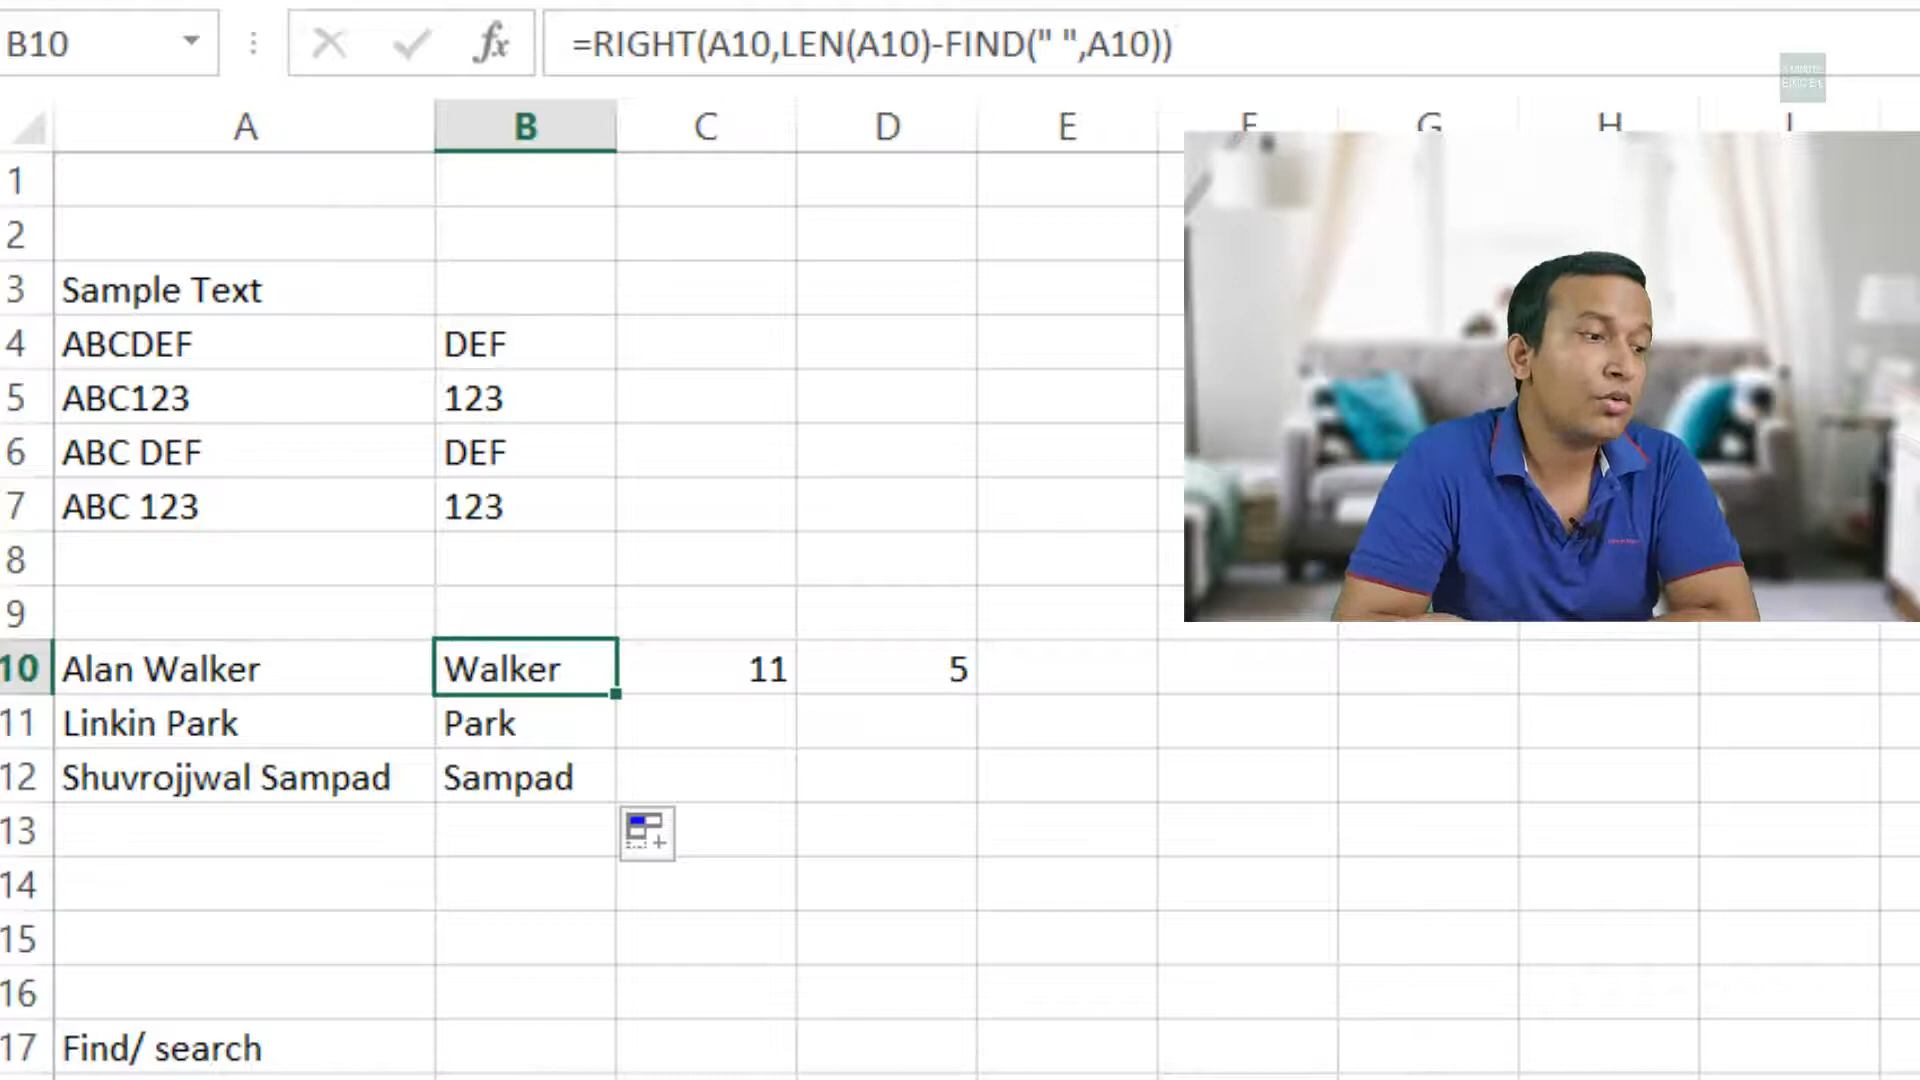 B10 fx =RIGHT(A10,LEN(A10)-FIND(" ",A10))
EXCEL
A B C D E F G H I
1
2
3 Sample Text
4 ABCDEF DEF
5 ABC123 123
6 ABC DEF DEF
7 ABC 123 123
8
9
10 Alan Walker Walker 11 5
11 Linkin Park Park
12 Shuvrojjwal Sampad Sampad
13
14
15
16
17 Find/ search